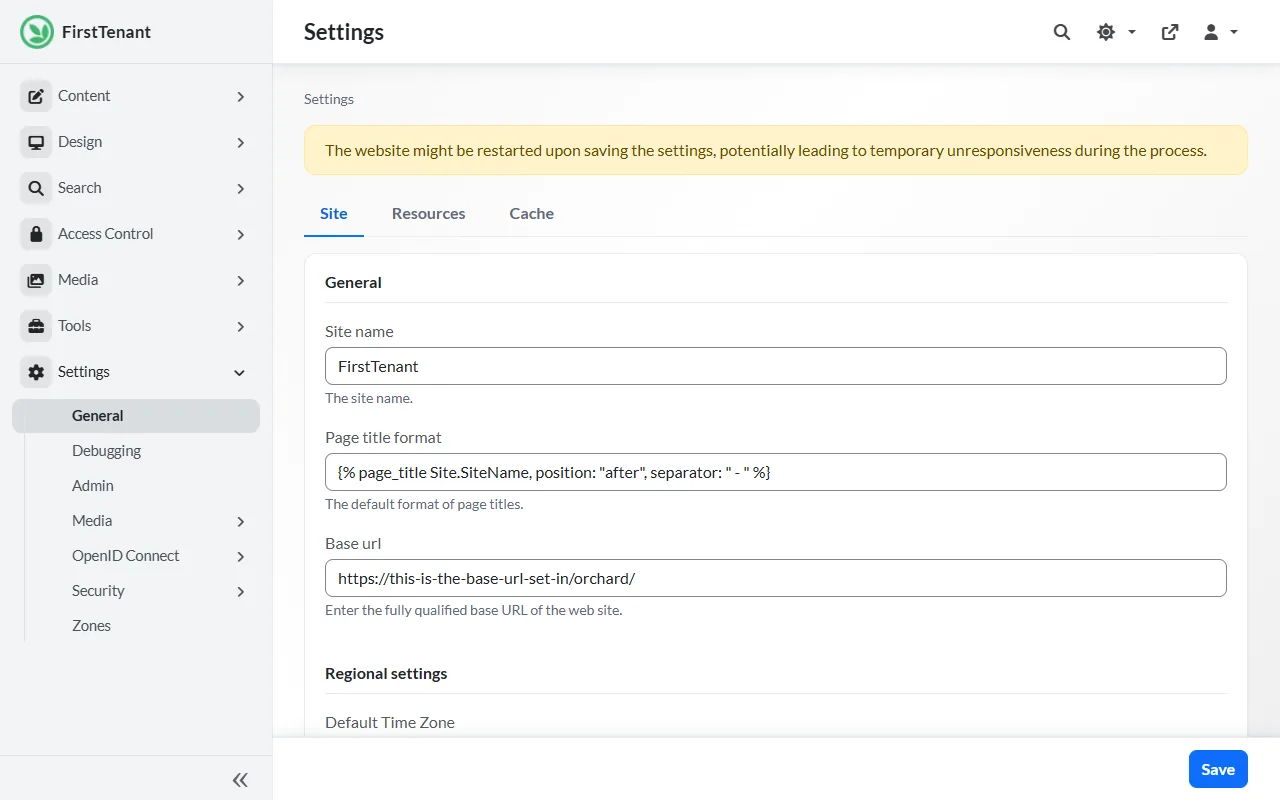 FirstTenant
Settings
Content
Design
Search
Access Control
Media
Tools
Settings
General
Debugging
Admin
Media
OpenID Connect
Security
Zones
Settings
The website might be restarted upon saving the settings, potentially leading to temporary unresponsiveness during the process.
Site Resources Cache
General
Site name
FirstTenant
The site name.
Page title format
{% page_title Site.SiteName, position: "after", separator: " - " %}
The default format of page titles.
Base url
https://this-is-the-base-url-set-in/orchard/
Enter the fully qualified base URL of the web site.
Regional settings
Default Time Zone
Save